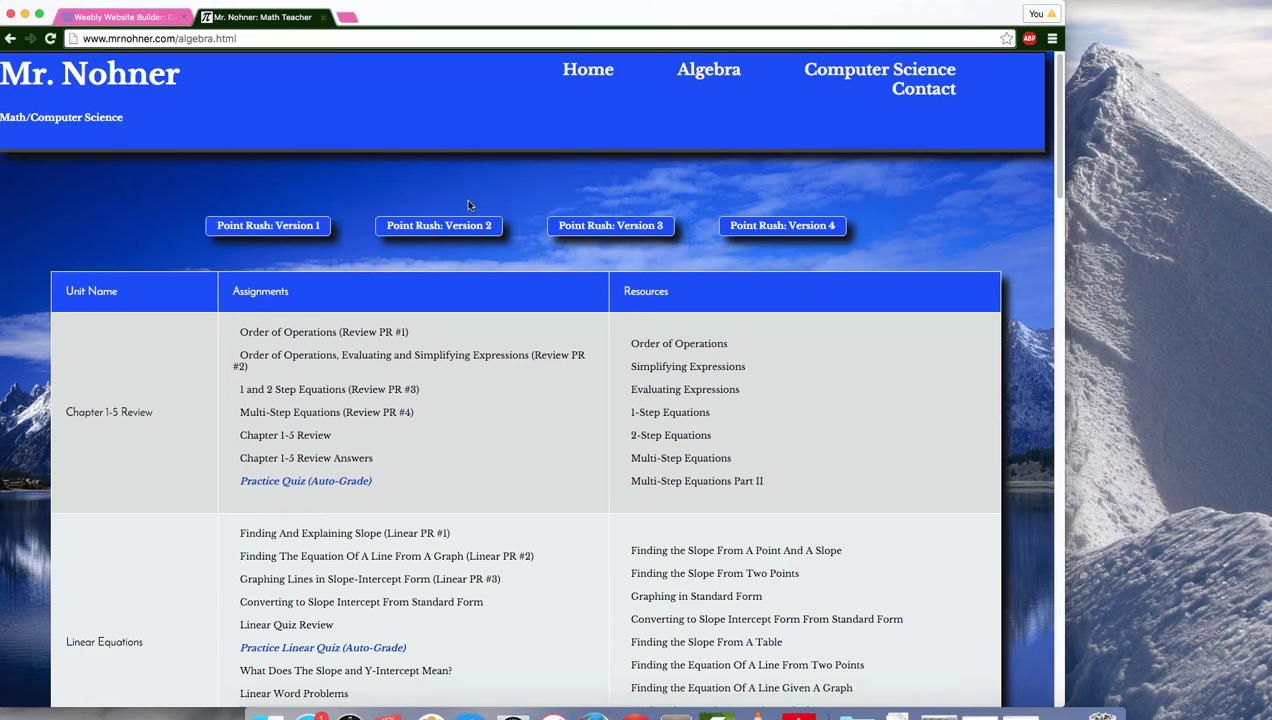 Weebly Website Builder: C
Mr. Nohner: Math Teacher
You
www.mrnohner.com/algebra.html
ABP
Mr. Nohner
Home
Algebra
Computer Science
Contact
Math/Computer Science
Point Rush: Version 1
Point Rush: Version 2
Point Rush: Version 3
Point Rush: Version 4
Unit Name
Assignments
Resources
Chapter 1-5 Review
Order of Operations (Review PR #1)
Order of Operations, Evaluating and Simplifying Expressions (Review PR
#2)
1 and 2 Step Equations (Review PR #3)
Multi-Step Equations (Review PR #4)
Chapter 1-5 Review
Chapter 1-5 Review Answers
Practice Quiz (Auto-Grade)
Order of Operations
Simplifying Expressions
Evaluating Expressions
1-Step Equations
2-Step Equations
Multi-Step Equations
Multi-Step Equations Part II
Linear Equations
Finding And Explaining Slope (Linear PR #1)
Finding The Equation Of A Line From A Graph (Linear PR #2)
Graphing Lines in Slope-Intercept Form (Linear PR #3)
Converting to Slope Intercept From Standard Form
Linear Quiz Review
Practice Linear Quiz (Auto-Grade)
What Does The Slope and Y-Intercept Mean?
Linear Word Problems
Finding the Slope From A Point And A Slope
Finding the Slope From Two Points
Graphing in Standard Form
Converting to Slope Intercept Form From Standard Form
Finding the Slope From A Table
Finding the Equation Of A Line From Two Points
Finding the Equation Of A Line Given A Graph